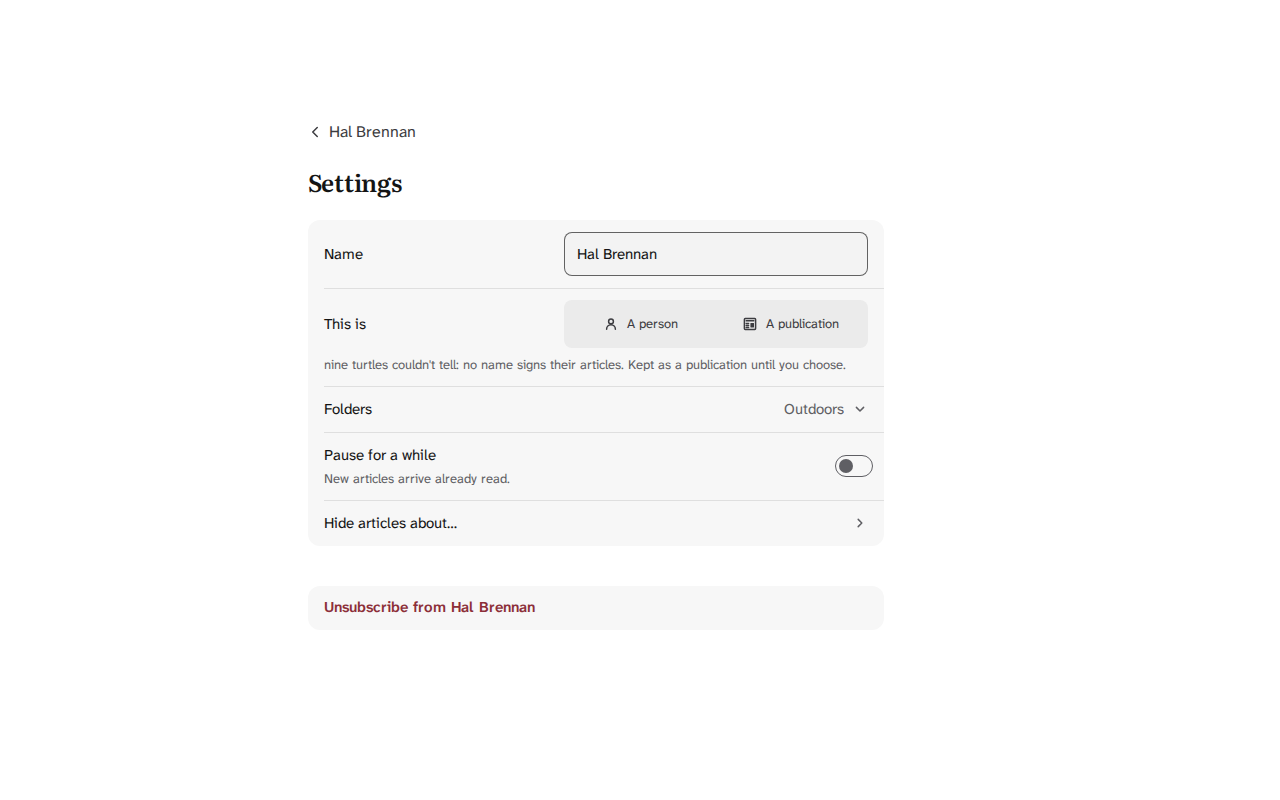 Hal Brennan
Settings
Name
Hal Brennan
This is
A person
A publication
nine turtles couldn't tell: no name signs their articles. Kept as a publication until you choose.
Folders
Outdoors
Pause for a while
New articles arrive already read.
Hide articles about…
Unsubscribe from Hal Brennan